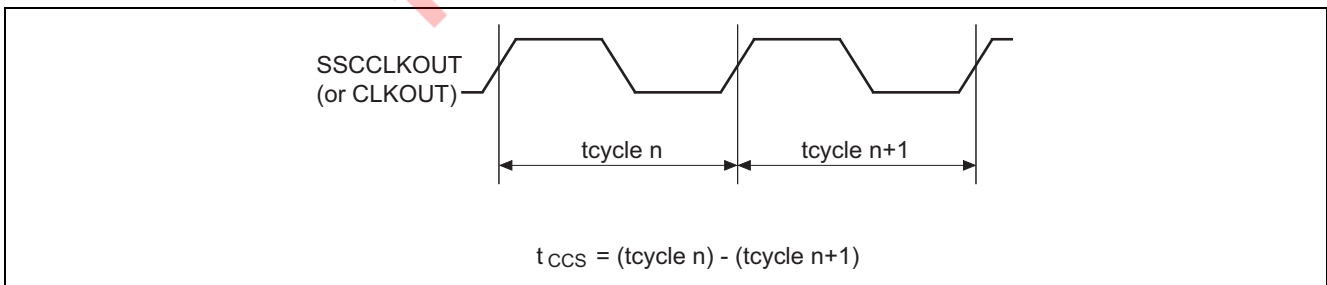 SSCCLKOUT
(or CLKOUT)
tcycle n
tcycle n+1
t CCS = (tcycle n) - (tcycle n+1)